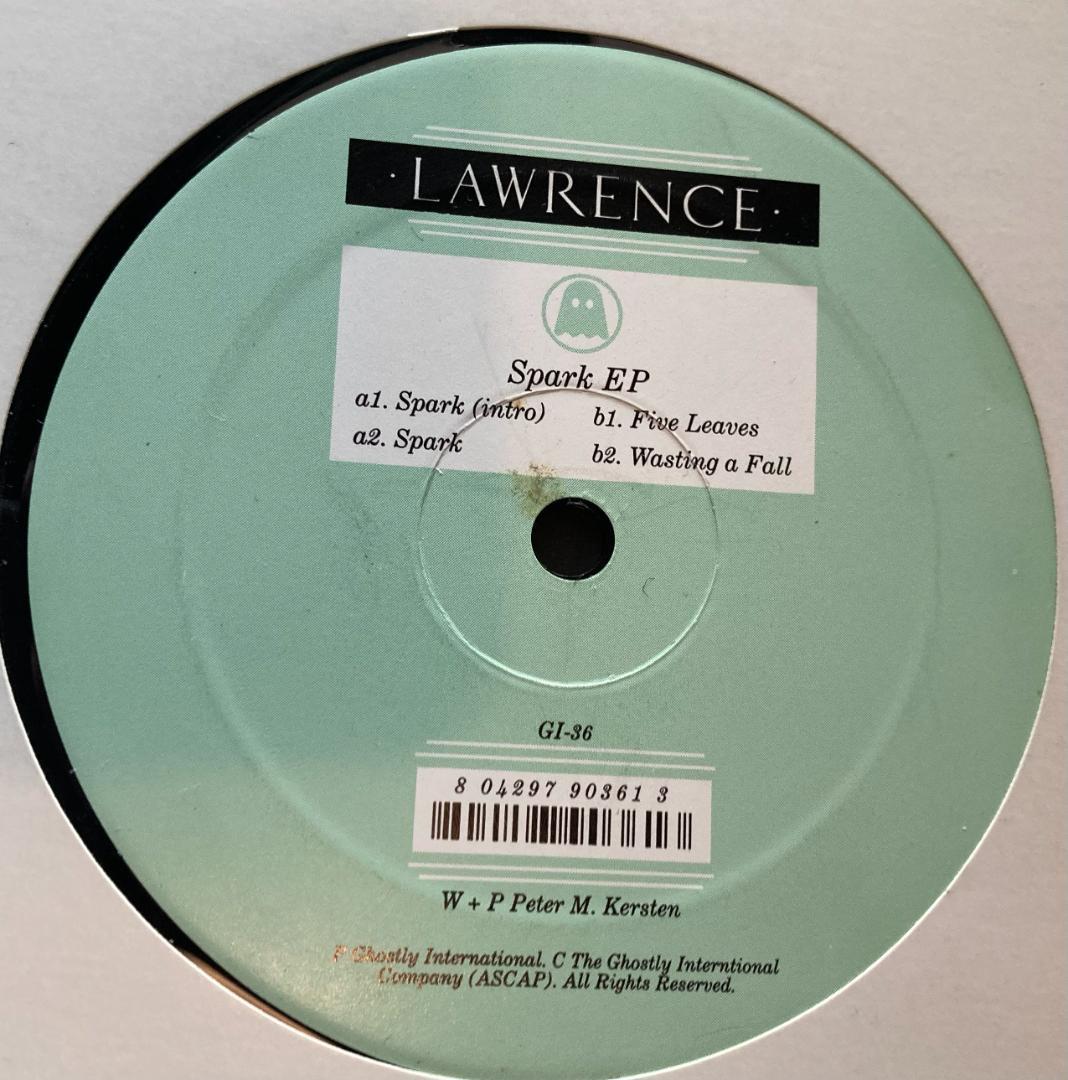 · LAWRENCE ·
Spark EP
a1. Spark (intro)
a2. Spark
b1. Five Leaves
b2. Wasting a Fall
GI-36
8 04297 90361 3
W + P Peter M. Kersten
P Ghostly International. C The Ghostly Interntional
Company (ASCAP). All Rights Reserved.